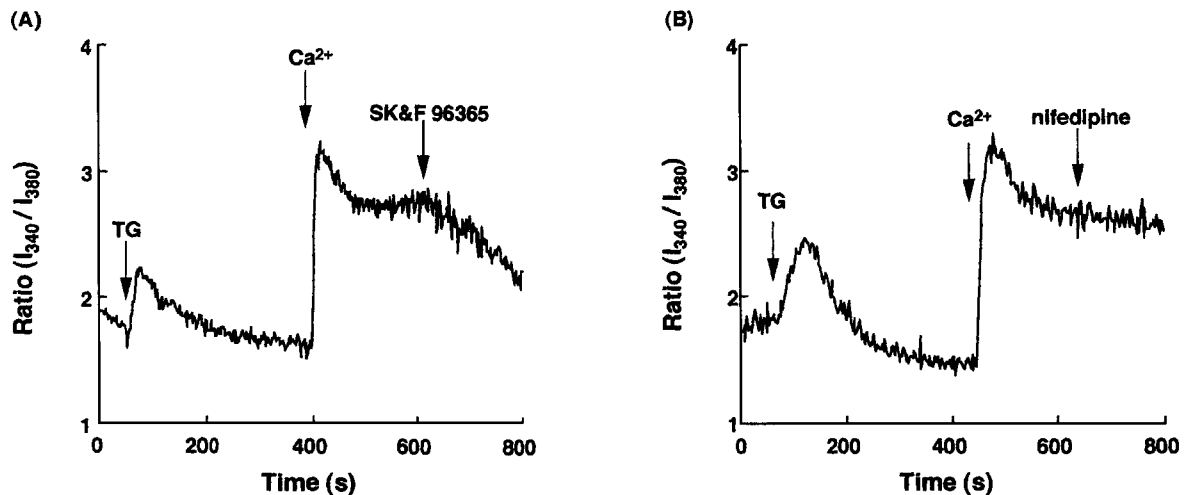 (A)
4
3
2
1
Ratio (I₃₄₀ / I₃₈₀)
TG
Ca²⁺
SK&F 96365
0
200
400
600
800
Time (s)
(B)
4
3
2
1
Ratio (I₃₄₀ / I₃₈₀)
TG
Ca²⁺
nifedipine
0
200
400
600
800
Time (s)